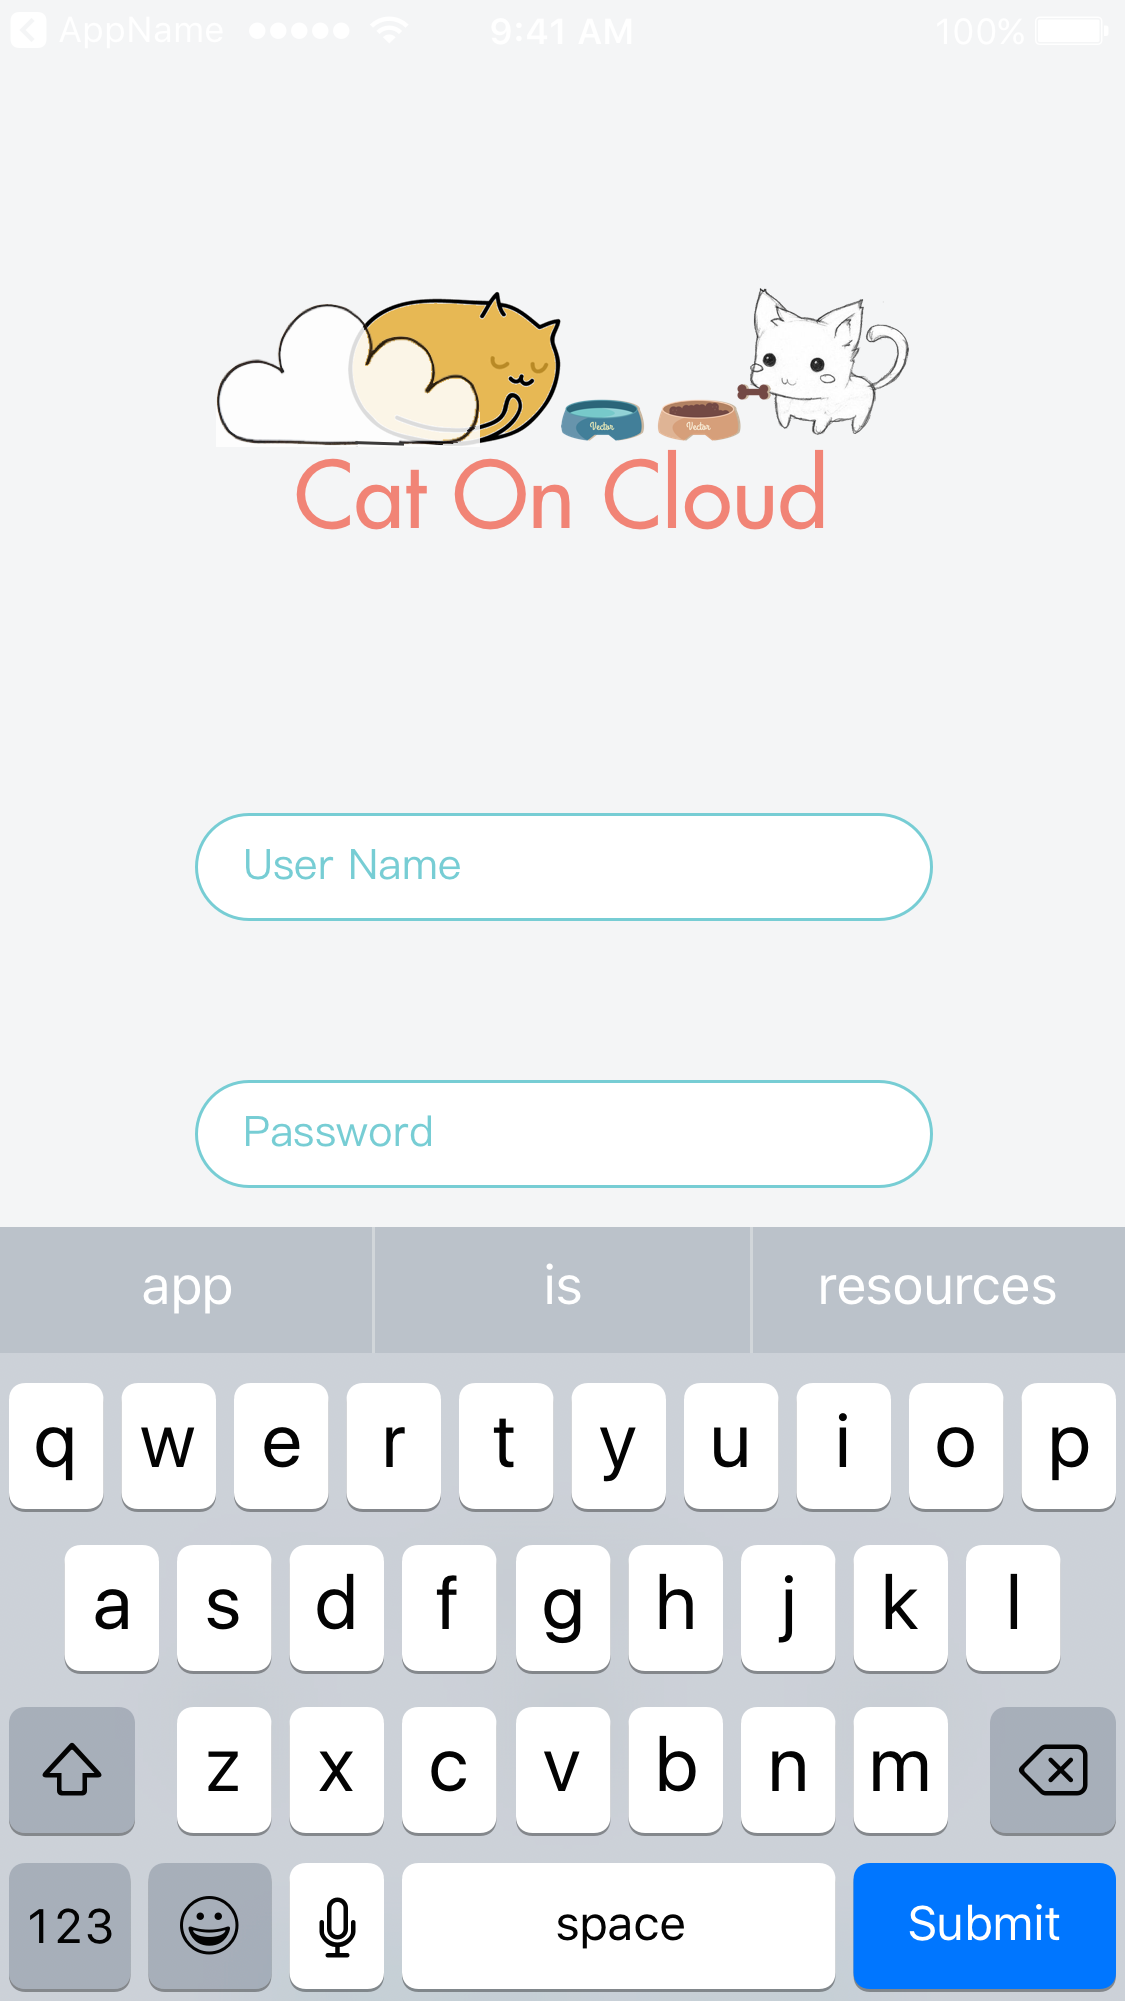 AppName 9:41 AM 100%
Vector Vector
Cat On Cloud
User Name
Password
app is resources
q w e r t y u i o p
a s d f g h j k l
z x c v b n m
123 space Submit